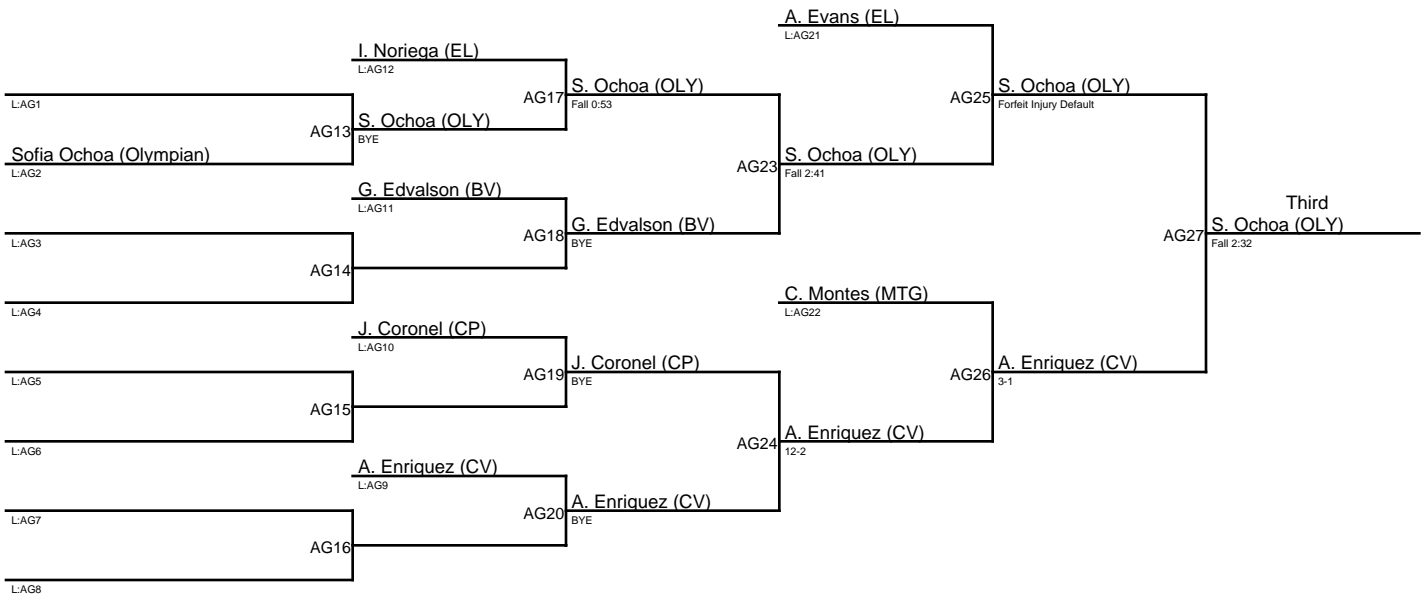 A. Evans (EL)
L:AG21
I. Noriega (EL)
L:AG12
AG17
S. Ochoa (OLY)
Fall 0:53
AG25
S. Ochoa (OLY)
Forfeit Injury Default
L:AG1
AG13
S. Ochoa (OLY)
BYE
Sofia Ochoa (Olympian)
L:AG2
AG23
S. Ochoa (OLY)
Fall 2:41
G. Edvalson (BV)
L:AG11
AG18
G. Edvalson (BV)
BYE
Third
AG27
S. Ochoa (OLY)
Fall 2:32
L:AG3
AG14
L:AG4
C. Montes (MTG)
L:AG22
J. Coronel (CP)
L:AG10
AG19
J. Coronel (CP)
BYE
AG26
A. Enriquez (CV)
3-1
L:AG5
AG15
L:AG6
AG24
A. Enriquez (CV)
12-2
A. Enriquez (CV)
L:AG9
AG20
A. Enriquez (CV)
BYE
L:AG7
AG16
L:AG8